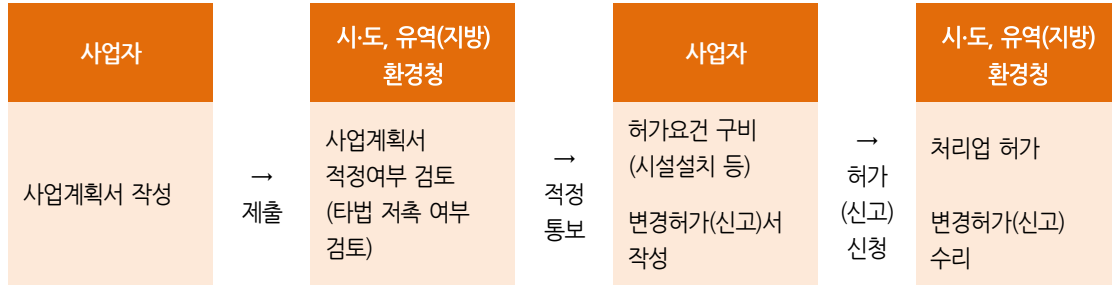 사업자
사업계획서 작성
→
제출
시·도, 유역(지방)
환경청
사업계획서
적정여부 검토
(타법 저촉 여부
검토)
→
적정
통보
사업자
허가요건 구비
(시설설치 등)
변경허가(신고)서
작성
→
허가
(신고)
신청
시·도, 유역(지방)
환경청
처리업 허가
변경허가(신고)
수리